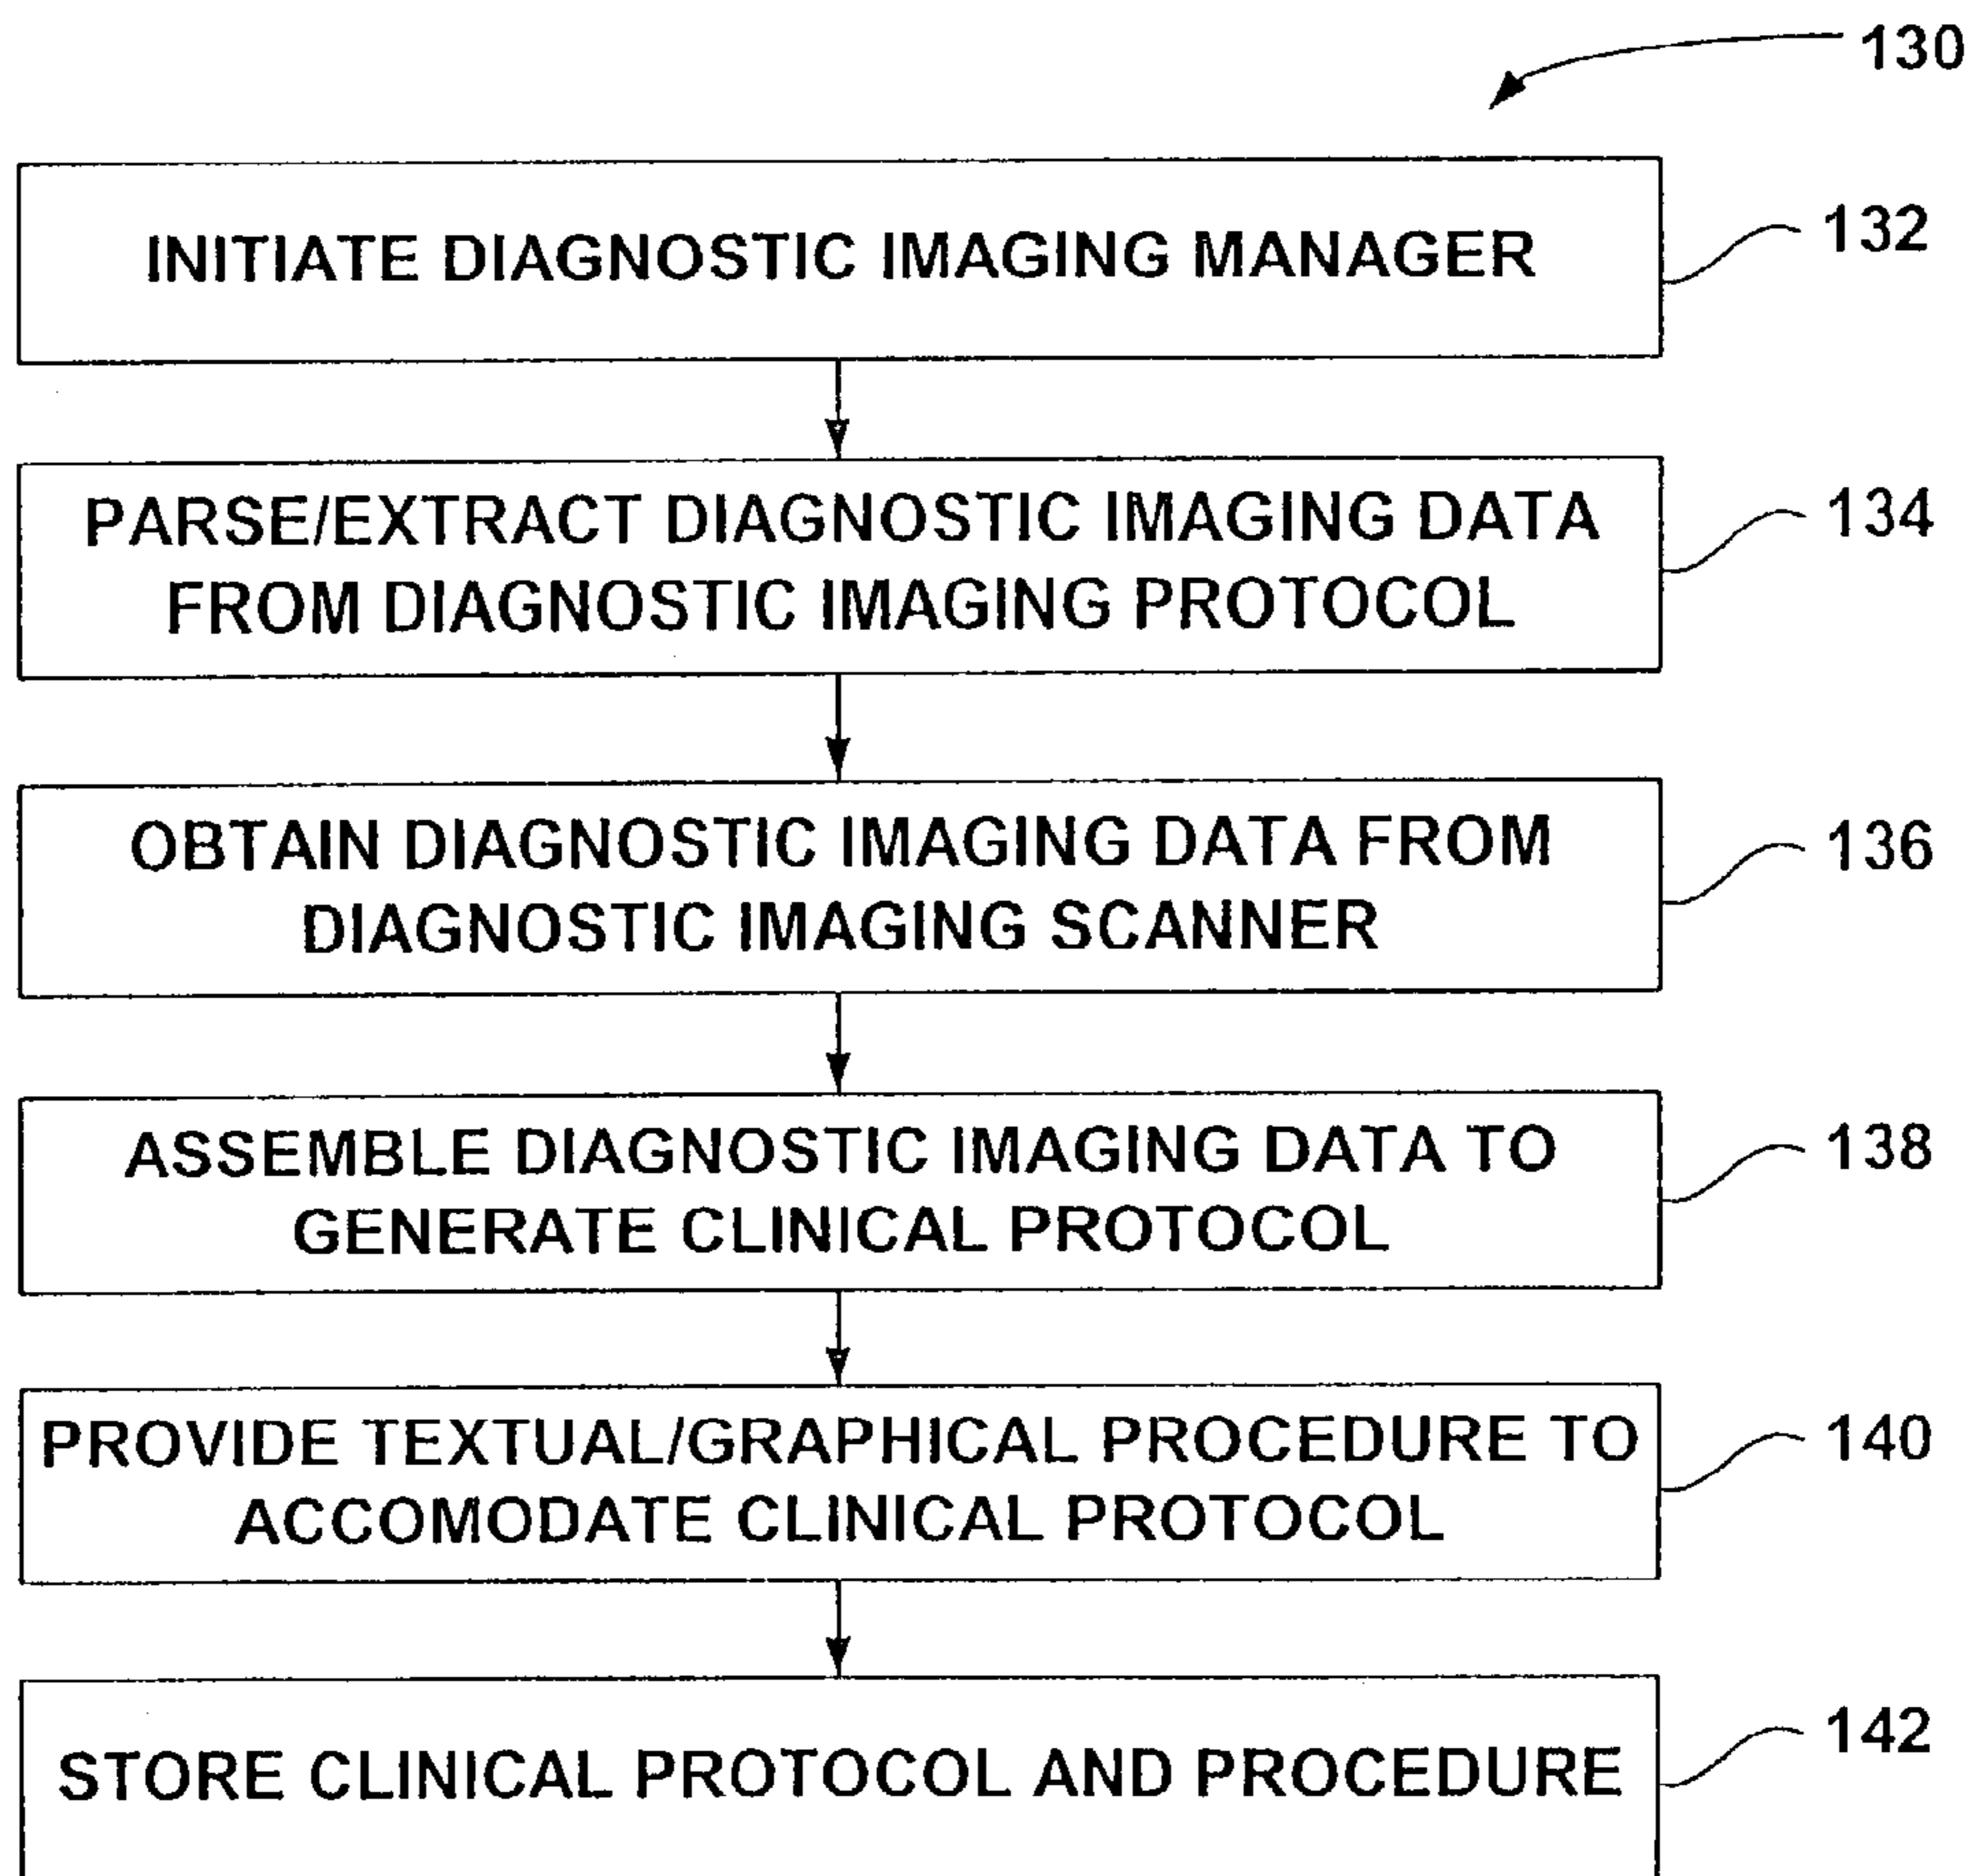 130
INITIATE DIAGNOSTIC IMAGING MANAGER
132
PARSE/EXTRACT DIAGNOSTIC IMAGING DATA
FROM DIAGNOSTIC IMAGING PROTOCOL
134
OBTAIN DIAGNOSTIC IMAGING DATA FROM
DIAGNOSTIC IMAGING SCANNER
136
ASSEMBLE DIAGNOSTIC IMAGING DATA TO
GENERATE CLINICAL PROTOCOL
138
PROVIDE TEXTUAL/GRAPHICAL PROCEDURE TO
ACCOMODATE CLINICAL PROTOCOL
140
STORE CLINICAL PROTOCOL AND PROCEDURE
142